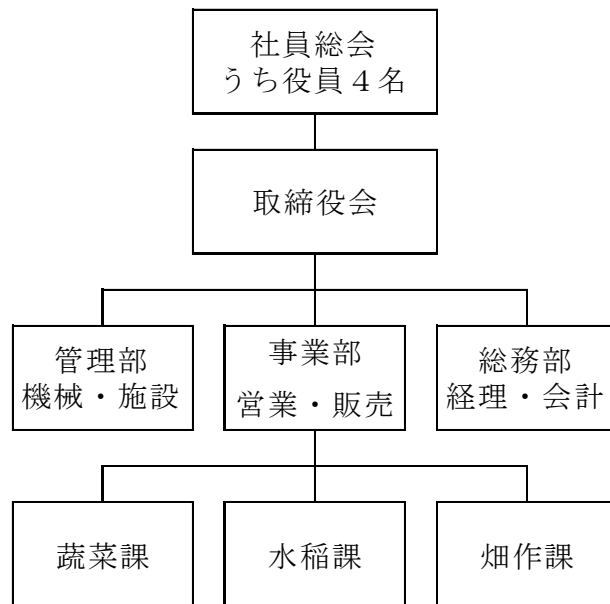 社員総会
うち役員４名
取締役会
管理部
機械・施設
事業部
営業・販売
総務部
経理・会計
蔬菜課
水稲課
畑作課